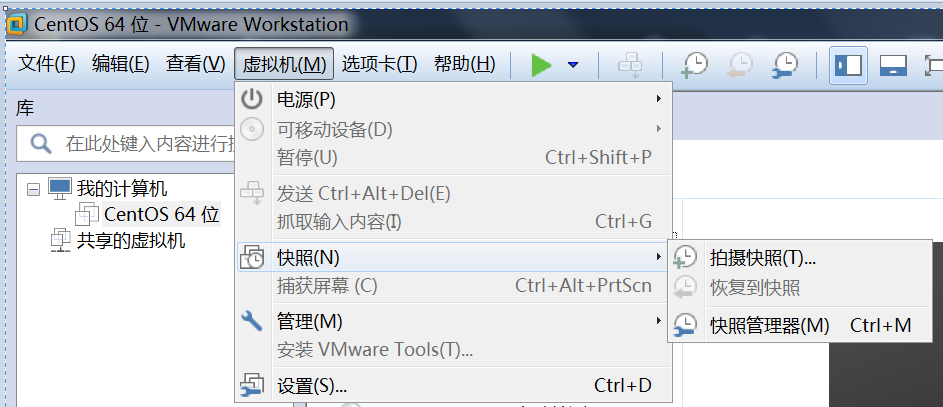 CentOS 64 位 - VMware Workstation
文件(F) 编辑(E) 查看(V) 虚拟机(M) 选项卡(T) 帮助(H)
库
在此处键入内容进行
我的计算机
CentOS 64 位
共享的虚拟机
电源(P)
可移动设备(D)
暂停(U) Ctrl+Shift+P
发送 Ctrl+Alt+Del(E)
抓取输入内容(I) Ctrl+G
快照(N)
捕获屏幕 (C) Ctrl+Alt+PrtScn
管理(M)
安装 VMware Tools(T)...
设置(S)... Ctrl+D
拍摄快照(T)...
恢复到快照
快照管理器(M) Ctrl+M